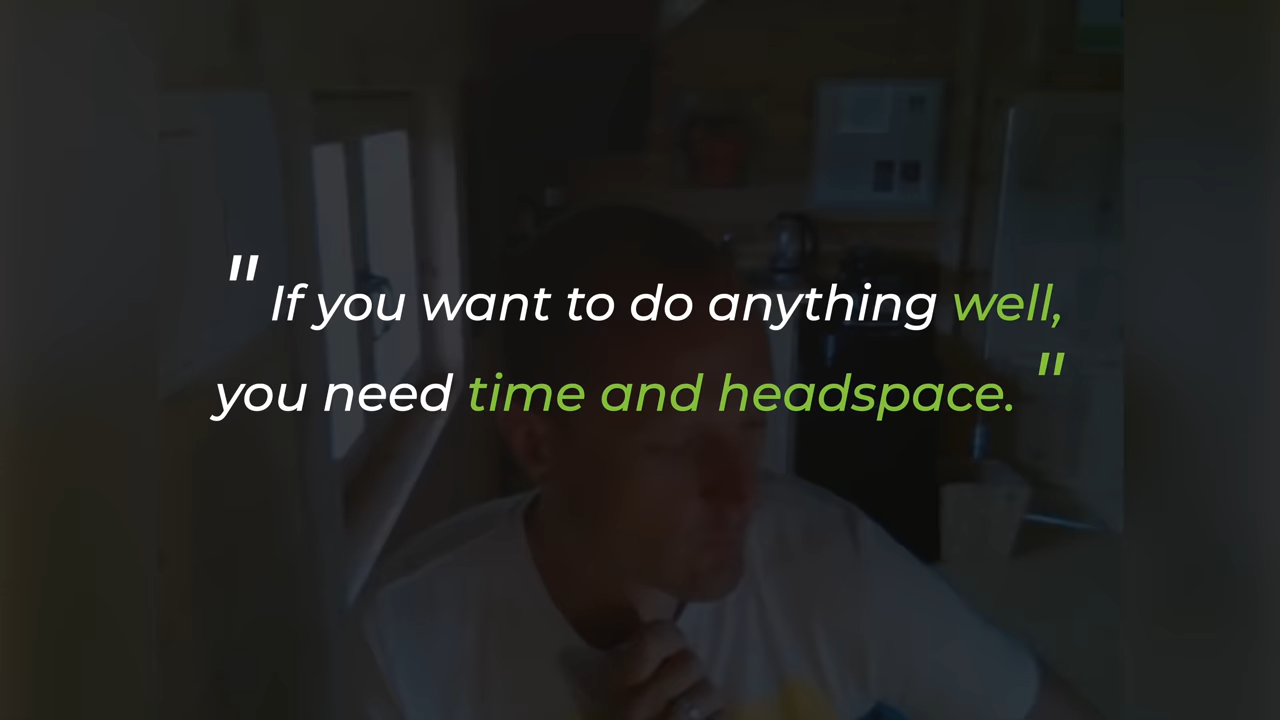 " If you want to do anything well,
you need time and headspace. "